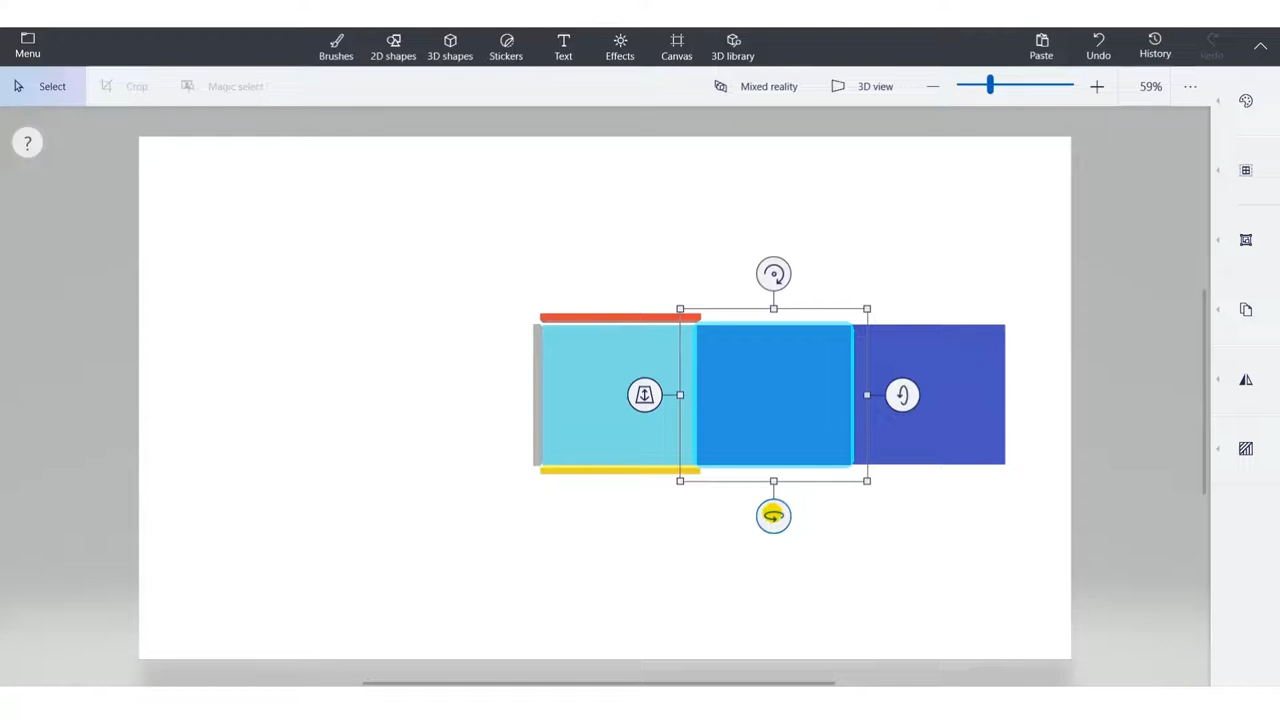 Menu
Brushes
2D shapes
3D shapes
Stickers
Text
Effects
Canvas
3D library
Paste
Undo
History
Redo
Select
Crop
Magic select
Mixed reality
3D view
59%
?